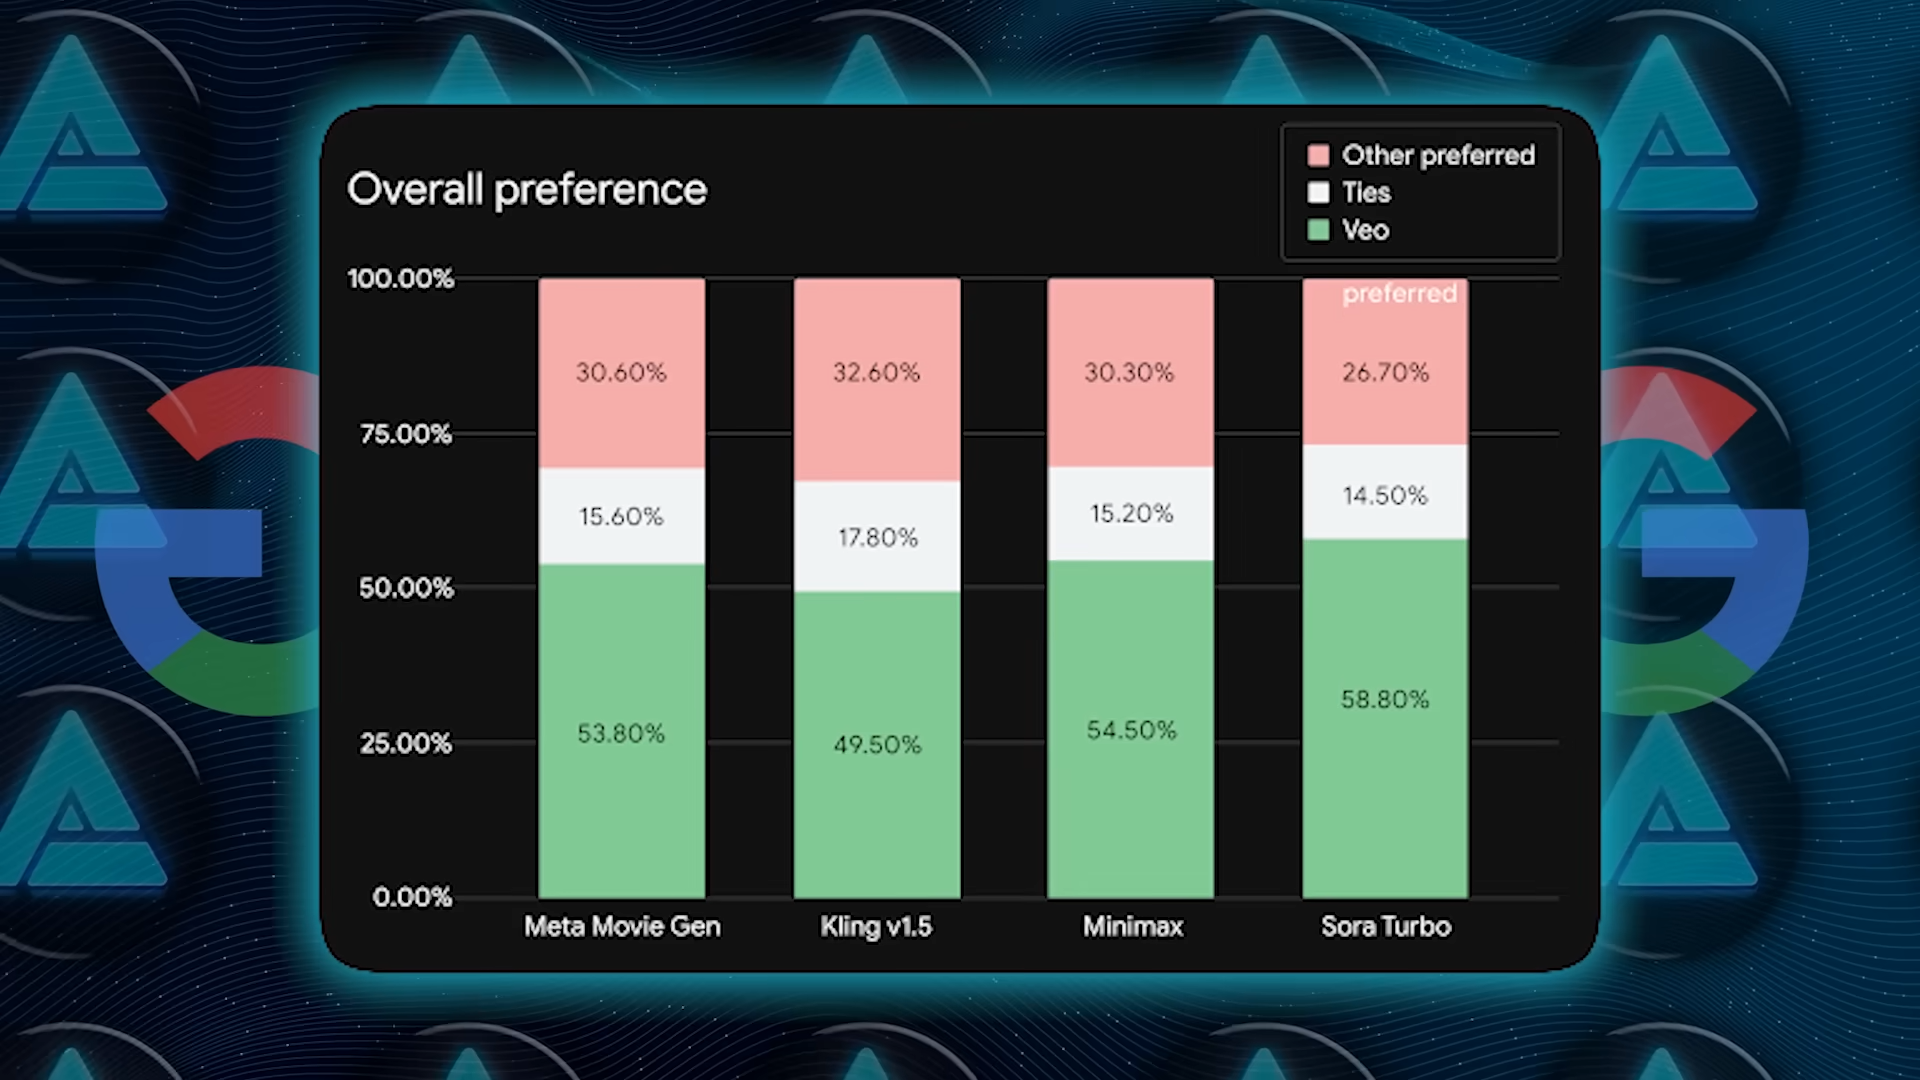 Overall preference
Other preferred
Ties
Veo
100.00%
75.00%
50.00%
25.00%
0.00%
preferred
30.60%
32.60%
30.30%
26.70%
15.60%
17.80%
15.20%
14.50%
53.80%
49.50%
54.50%
58.80%
Meta Movie Gen
Kling v1.5
Minimax
Sora Turbo